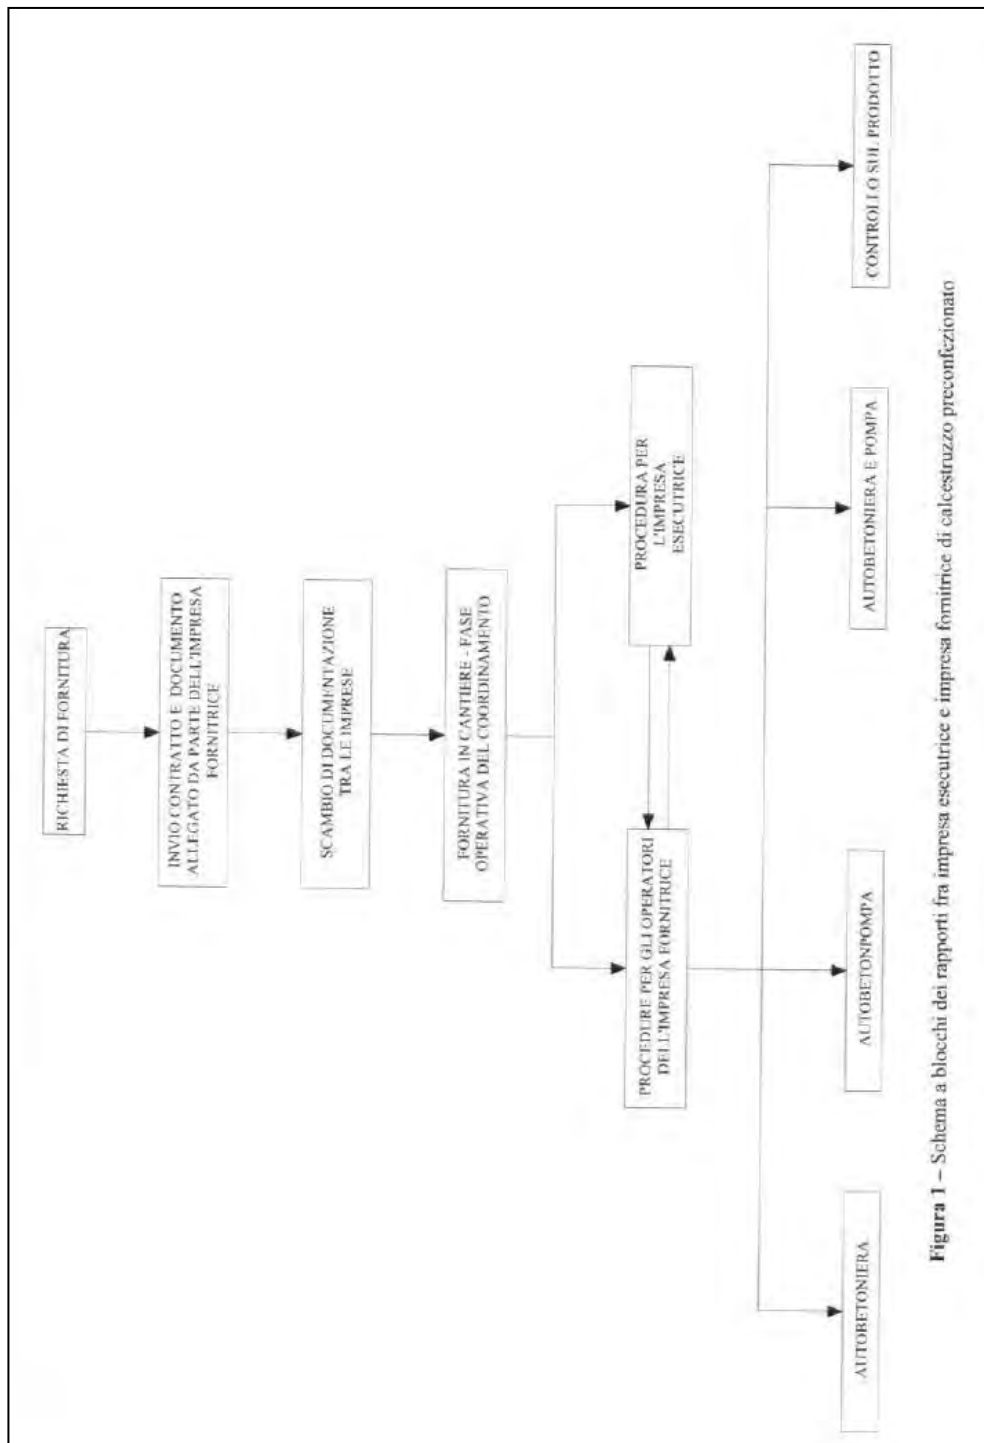 RICHIESTA DI FORNITURA
INVIO CONTRATTO E DOCUMENTO
ALLEGATO DA PARTE DELL'IMPRESA
FORNITRICE
SCAMBIO DI DOCUMENTAZIONE
TRA LE IMPRESE
FORNITURA IN CANTIERE - FASE
OPERATIVA DEL COORDINAMENTO
PROCEDURE PER GLI OPERATORI
DELL'IMPRESA FORNITRICE
PROCEDURA PER
L'IMPRESA
ESECUTRICE
AUTOBETONIERA
AUTOBETONPOMPA
AUTOBETONIERA E POMPA
CONTROLLO SUL PRODOTTO
Figura 1 – Schema a blocchi dei rapporti fra impresa esecutrice e impresa fornitrice di calcestruzzo preconfezionato